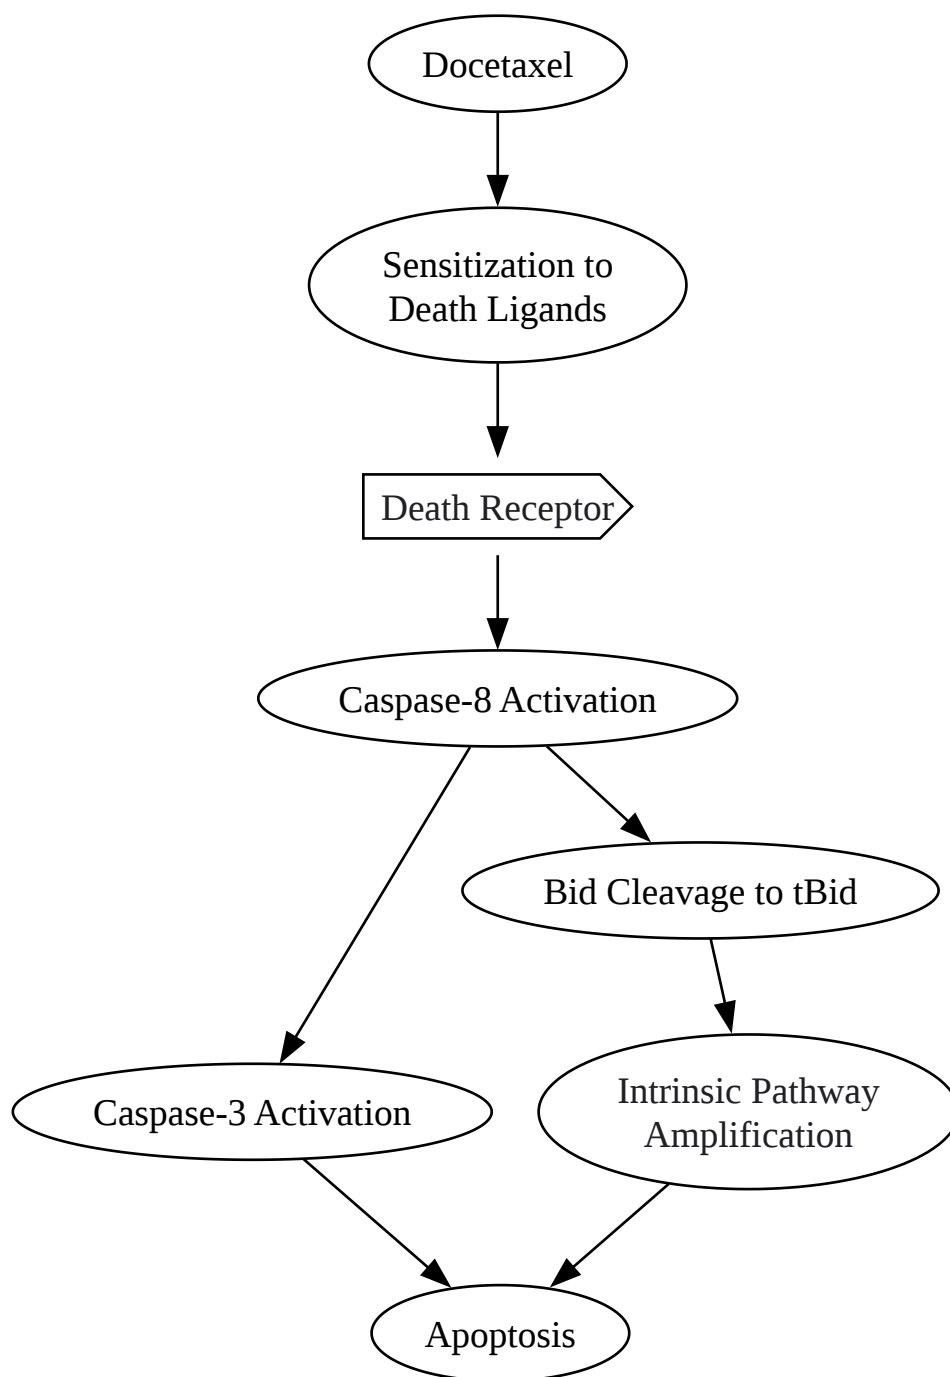 Docetaxel
Sensitization to
Death Ligands
Death Receptor
Caspase-8 Activation
Bid Cleavage to tBid
Intrinsic Pathway
Amplification
Caspase-3 Activation
Apoptosis